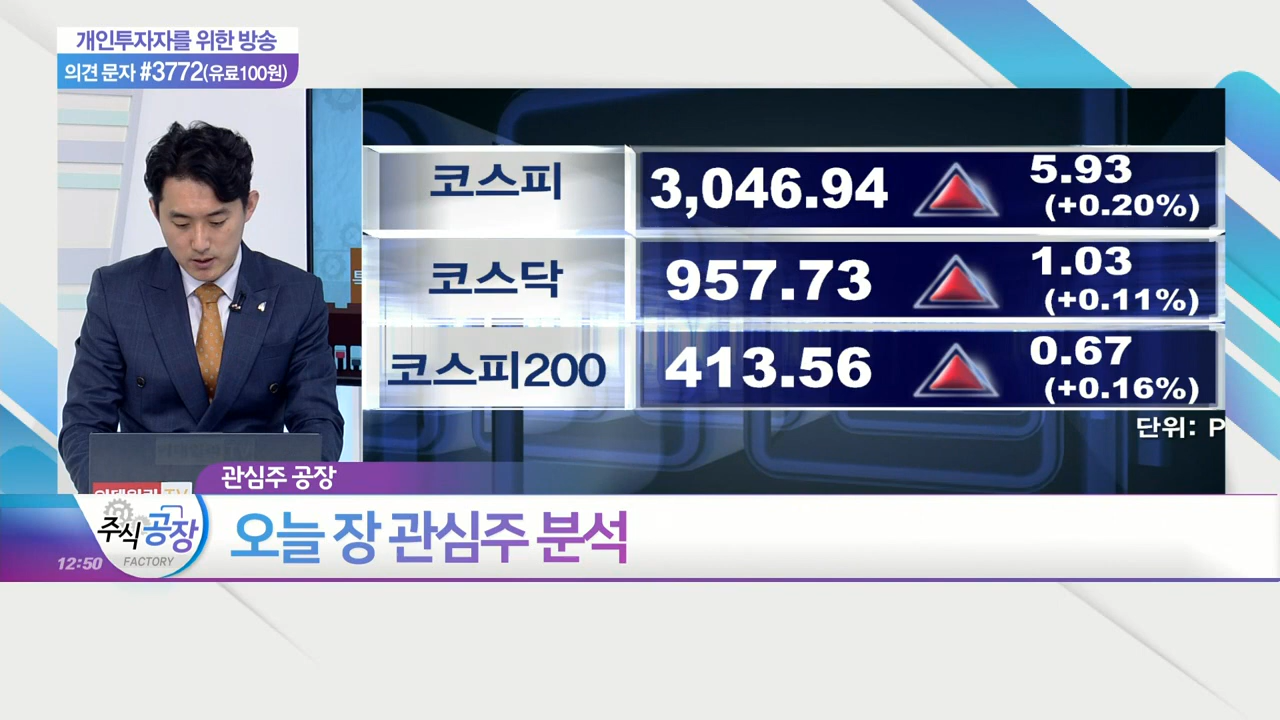 개인투자자를 위한 방송
의견 문자 #3772(유료100원)
코스피 3,046.94 ▲ 5.93 (+0.20%)
코스닥 957.73 ▲ 1.03 (+0.11%)
코스피200 413.56 ▲ 0.67 (+0.16%)
단위: P
관심주 공장
주식공장
FACTORY
오늘 장 관심주 분석
12:50